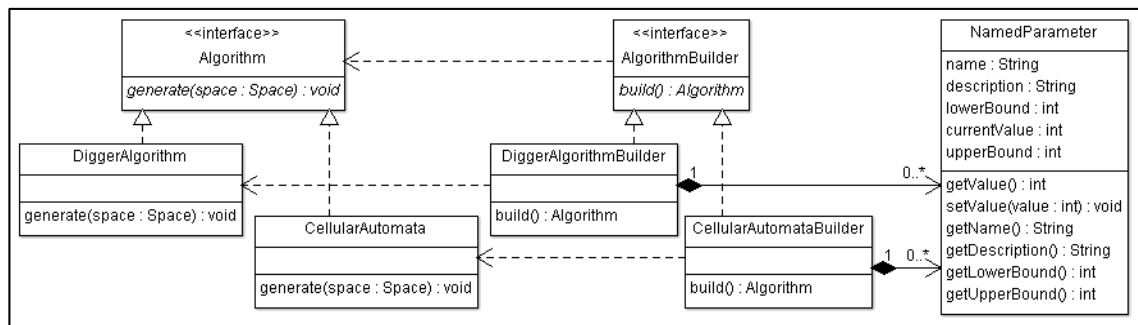 <<interface>>
Algorithm
generate(space : Space) : void
<<interface>>
AlgorithmBuilder
build() : Algorithm
NamedParameter
name : String
description : String
lowerBound : int
currentValue : int
upperBound : int
getValue() : int
setValue(value : int) : void
getName() : String
getDescription() : String
getLowerBound() : int
getUpperBound() : int
DiggerAlgorithm
generate(space : Space) : void
DiggerAlgorithmBuilder
build() : Algorithm
1
0..*
CellularAutomata
generate(space : Space) : void
CellularAutomataBuilder
build() : Algorithm
1
0..*